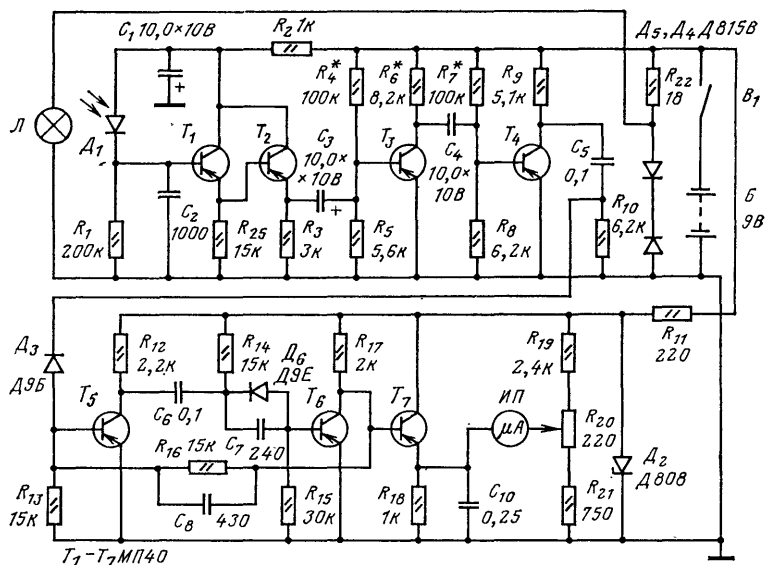 C₁ 10,0×10В
R₂ 1к
Д₅, Д₄ Д815В
Л
Д₁
R₁
200к
C₂
1000
T₁
R₂₅
15к
T₂
R₃
3к
C₃
10,0×
×10В
R₄*
100к
R₅
5,6к
R₆*
8,2к
T₃
C₄
10,0×
10В
R₇*
100к
R₈
6,2к
R₉
5,1к
T₄
C₅
0,1
R₁₀
6,2к
R₂₂
18
В₁
Б
9В
Д₃
Д9Б
R₁₃
15к
R₁₂
2,2к
T₅
C₆ 0,1
R₁₄
15к
Д₆
Д9Е
R₁₆ 15к
C₇
240
C₈
430
R₁₅
30к
T₆
R₁₇
2к
T₇
R₁₈
1к
C₁₀
0,25
ИП
μА
R₁₉
2,4к
R₂₀
220
R₂₁
750
R₁₁
220
Д₂
Д808
T₁–T₇ МП40